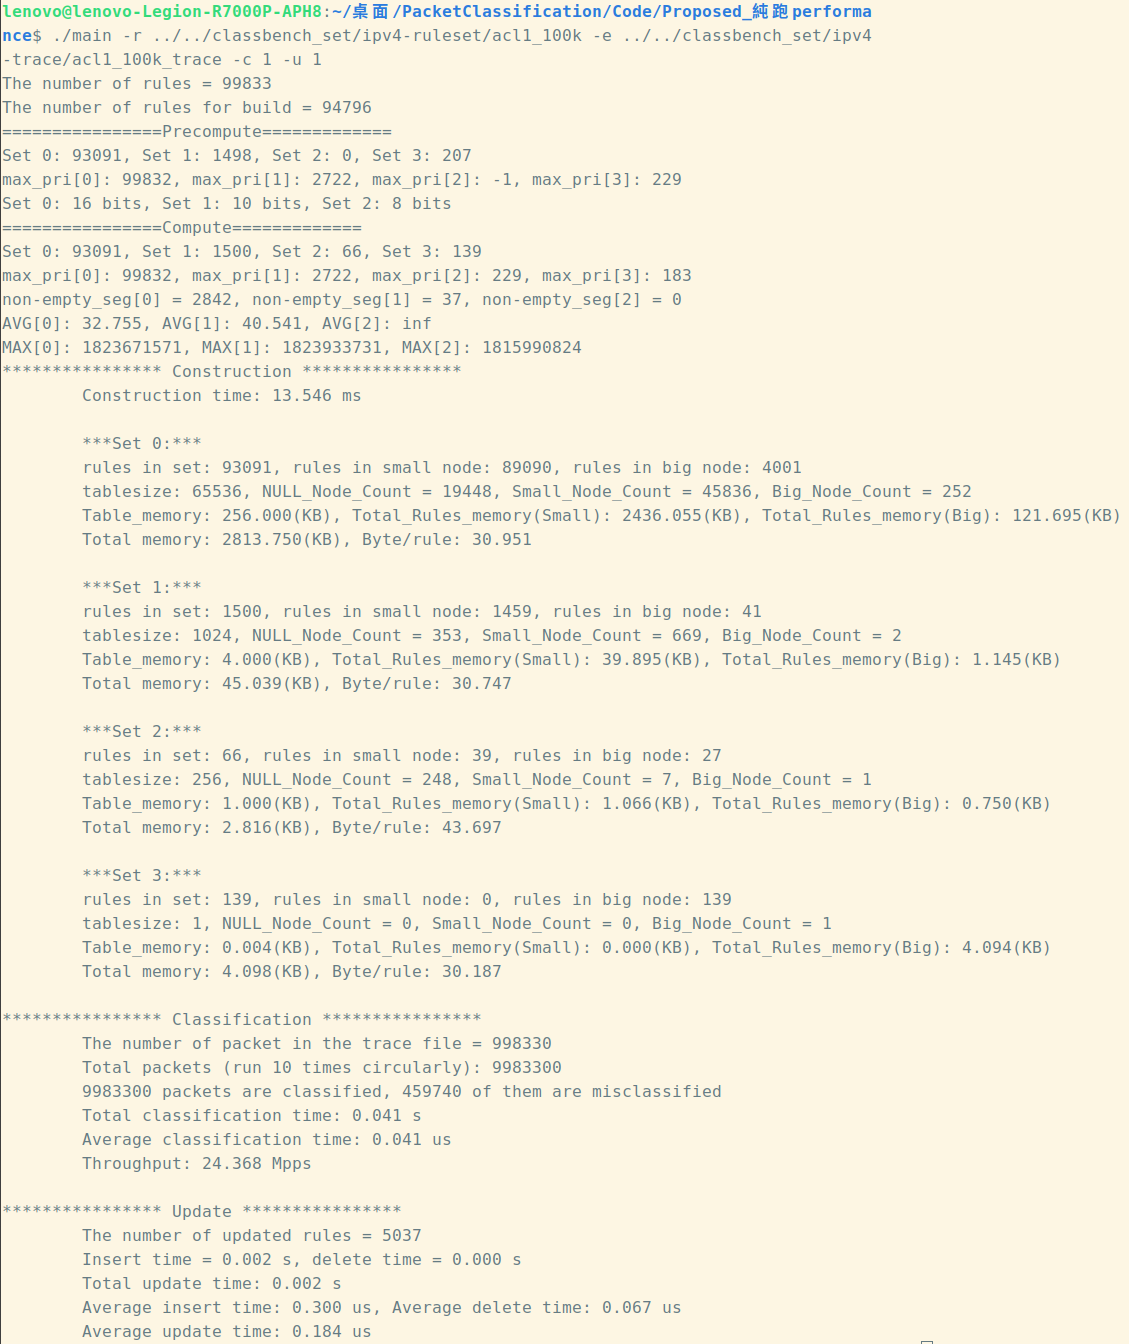 lenovo@lenovo-Legion-R7000P-APH8:~/桌面/PacketClassification/Code/Proposed_純跑performa
nce$ ./main -r ../../classbench_set/ipv4-ruleset/acl1_100k -e ../../classbench_set/ipv4
-trace/acl1_100k_trace -c 1 -u 1
The number of rules = 99833
The number of rules for build = 94796
================Precompute=============
Set 0: 93091, Set 1: 1498, Set 2: 0, Set 3: 207
max_pri[0]: 99832, max_pri[1]: 2722, max_pri[2]: -1, max_pri[3]: 229
Set 0: 16 bits, Set 1: 10 bits, Set 2: 8 bits
================Compute=============
Set 0: 93091, Set 1: 1500, Set 2: 66, Set 3: 139
max_pri[0]: 99832, max_pri[1]: 2722, max_pri[2]: 229, max_pri[3]: 183
non-empty_seg[0] = 2842, non-empty_seg[1] = 37, non-empty_seg[2] = 0
AVG[0]: 32.755, AVG[1]: 40.541, AVG[2]: inf
MAX[0]: 1823671571, MAX[1]: 1823933731, MAX[2]: 1815990824
**************** Construction ****************
Construction time: 13.546 ms
***Set 0:***
rules in set: 93091, rules in small node: 89090, rules in big node: 4001
tablesize: 65536, NULL_Node_Count = 19448, Small_Node_Count = 45836, Big_Node_Count = 252
Table_memory: 256.000(KB), Total_Rules_memory(Small): 2436.055(KB), Total_Rules_memory(Big): 121.695(KB)
Total memory: 2813.750(KB), Byte/rule: 30.951
***Set 1:***
rules in set: 1500, rules in small node: 1459, rules in big node: 41
tablesize: 1024, NULL_Node_Count = 353, Small_Node_Count = 669, Big_Node_Count = 2
Table_memory: 4.000(KB), Total_Rules_memory(Small): 39.895(KB), Total_Rules_memory(Big): 1.145(KB)
Total memory: 45.039(KB), Byte/rule: 30.747
***Set 2:***
rules in set: 66, rules in small node: 39, rules in big node: 27
tablesize: 256, NULL_Node_Count = 248, Small_Node_Count = 7, Big_Node_Count = 1
Table_memory: 1.000(KB), Total_Rules_memory(Small): 1.066(KB), Total_Rules_memory(Big): 0.750(KB)
Total memory: 2.816(KB), Byte/rule: 43.697
***Set 3:***
rules in set: 139, rules in small node: 0, rules in big node: 139
tablesize: 1, NULL_Node_Count = 0, Small_Node_Count = 0, Big_Node_Count = 1
Table_memory: 0.004(KB), Total_Rules_memory(Small): 0.000(KB), Total_Rules_memory(Big): 4.094(KB)
Total memory: 4.098(KB), Byte/rule: 30.187
**************** Classification ****************
The number of packet in the trace file = 998330
Total packets (run 10 times circularly): 9983300
9983300 packets are classified, 459740 of them are misclassified
Total classification time: 0.041 s
Average classification time: 0.041 us
Throughput: 24.368 Mpps
**************** Update ****************
The number of updated rules = 5037
Insert time = 0.002 s, delete time = 0.000 s
Total update time: 0.002 s
Average insert time: 0.300 us, Average delete time: 0.067 us
Average update time: 0.184 us